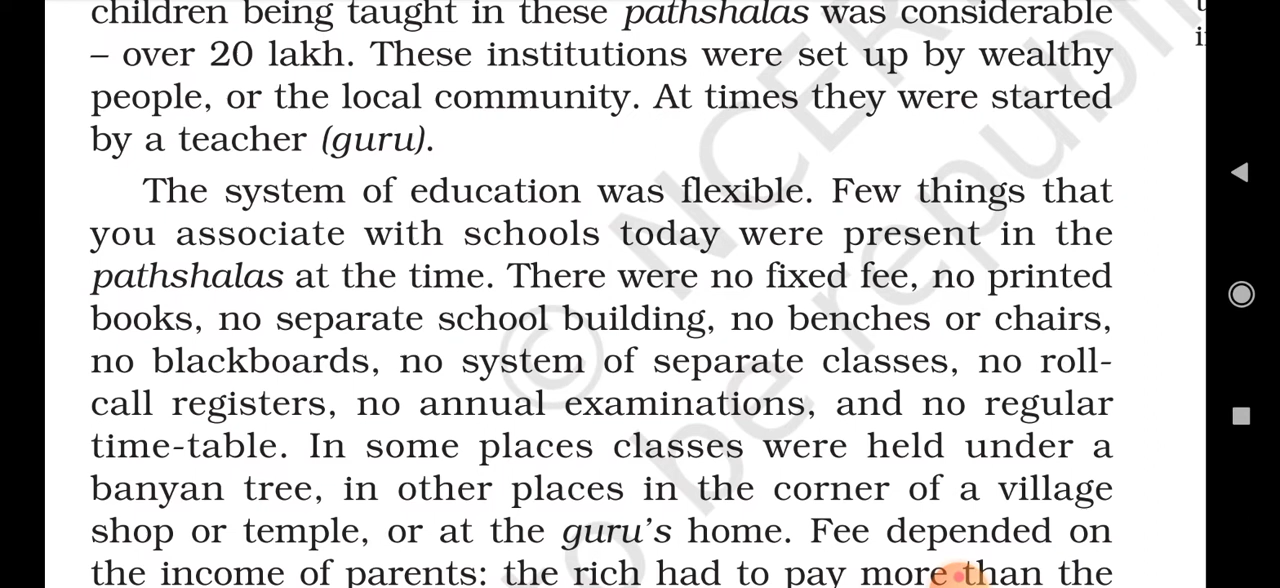 children being taught in these pathshalas was considerable
– over 20 lakh. These institutions were set up by wealthy
people, or the local community. At times they were started
by a teacher (guru).
The system of education was flexible. Few things that
you associate with schools today were present in the
pathshalas at the time. There were no fixed fee, no printed
books, no separate school building, no benches or chairs,
no blackboards, no system of separate classes, no roll-
call registers, no annual examinations, and no regular
time-table. In some places classes were held under a
banyan tree, in other places in the corner of a village
shop or temple, or at the guru's home. Fee depended on
the income of parents: the rich had to pay more than the
© NCER
be republi